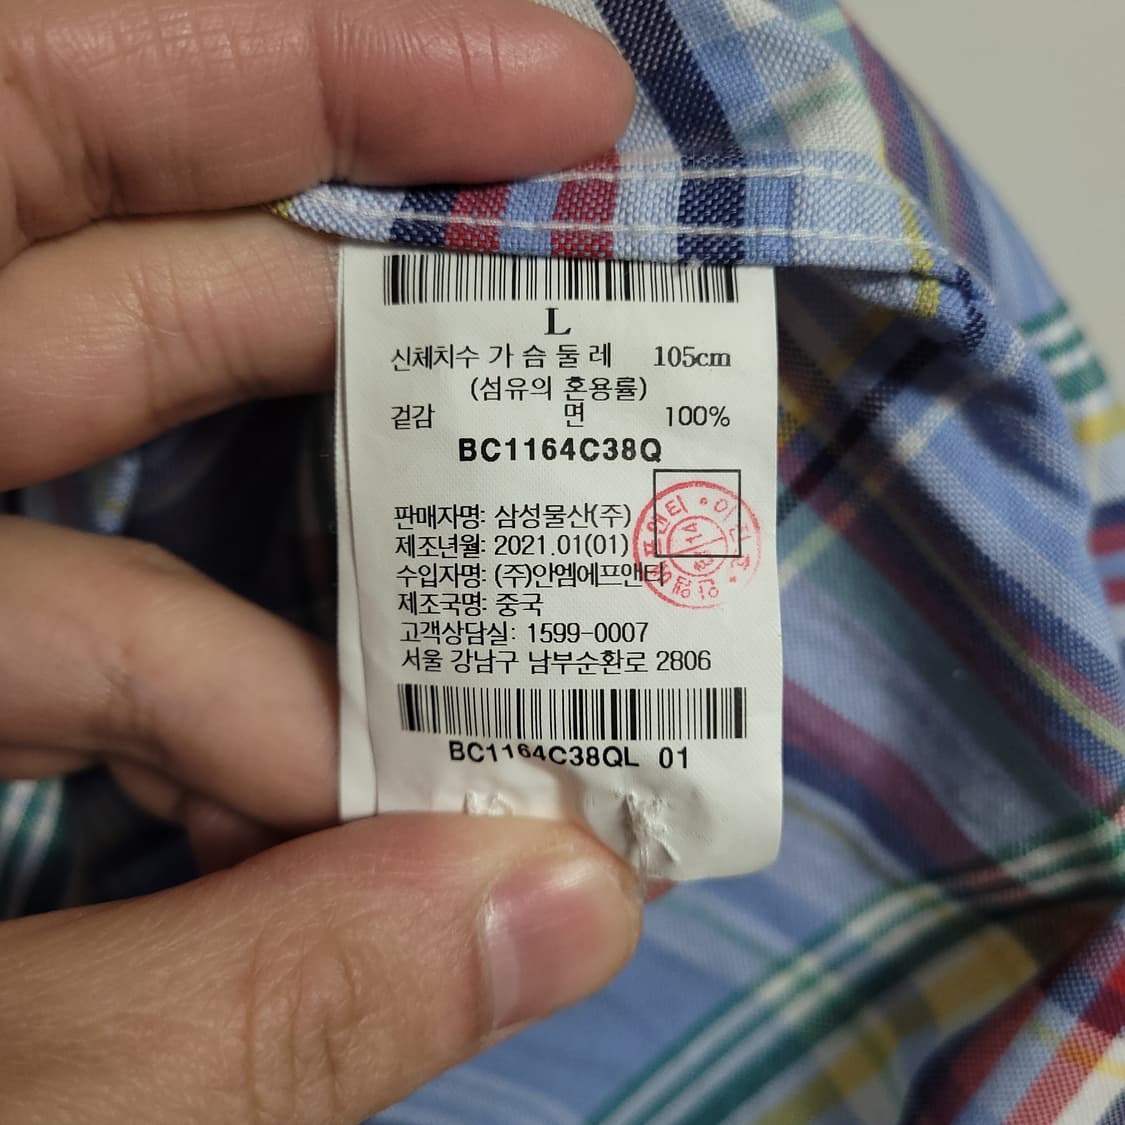 L
신체치수 가 슴 둘 레 105cm
(섬유의 혼용률)
겉감 면 100%
BC1164C38Q
판매자명: 삼성물산(주)
제조년월: 2021.01(01)
수입자명: (주)안엠에프앤티
제조국명: 중국
고객상담실: 1599-0007
서울 강남구 남부순환로 2806
BC1164C38QL 01